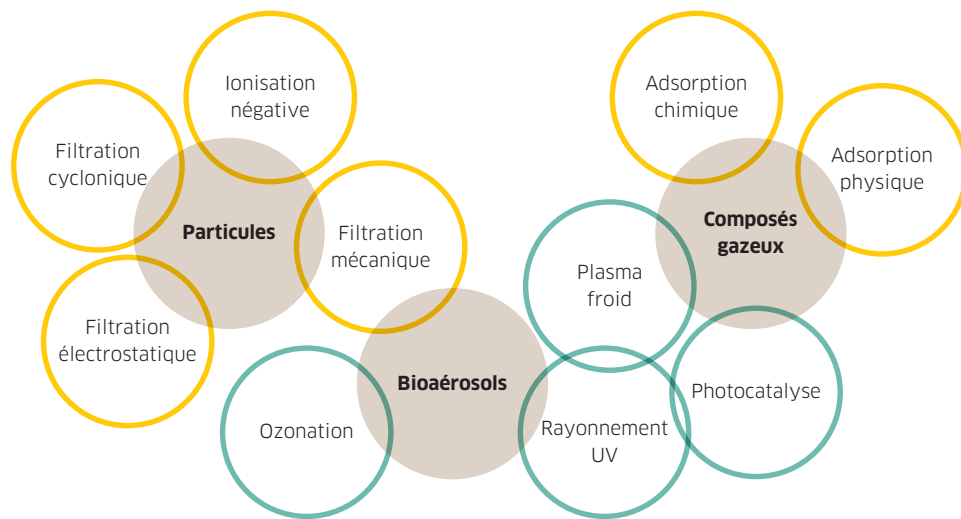 Ionisation
négative
Adsorption
chimique
Filtration
cyclonique
Adsorption
physique
Particules
Filtration
mécanique
Composés
gazeux
Plasma
froid
Filtration
électrostatique
Bioaérosols
Photocatalyse
Ozonation
Rayonnement
UV